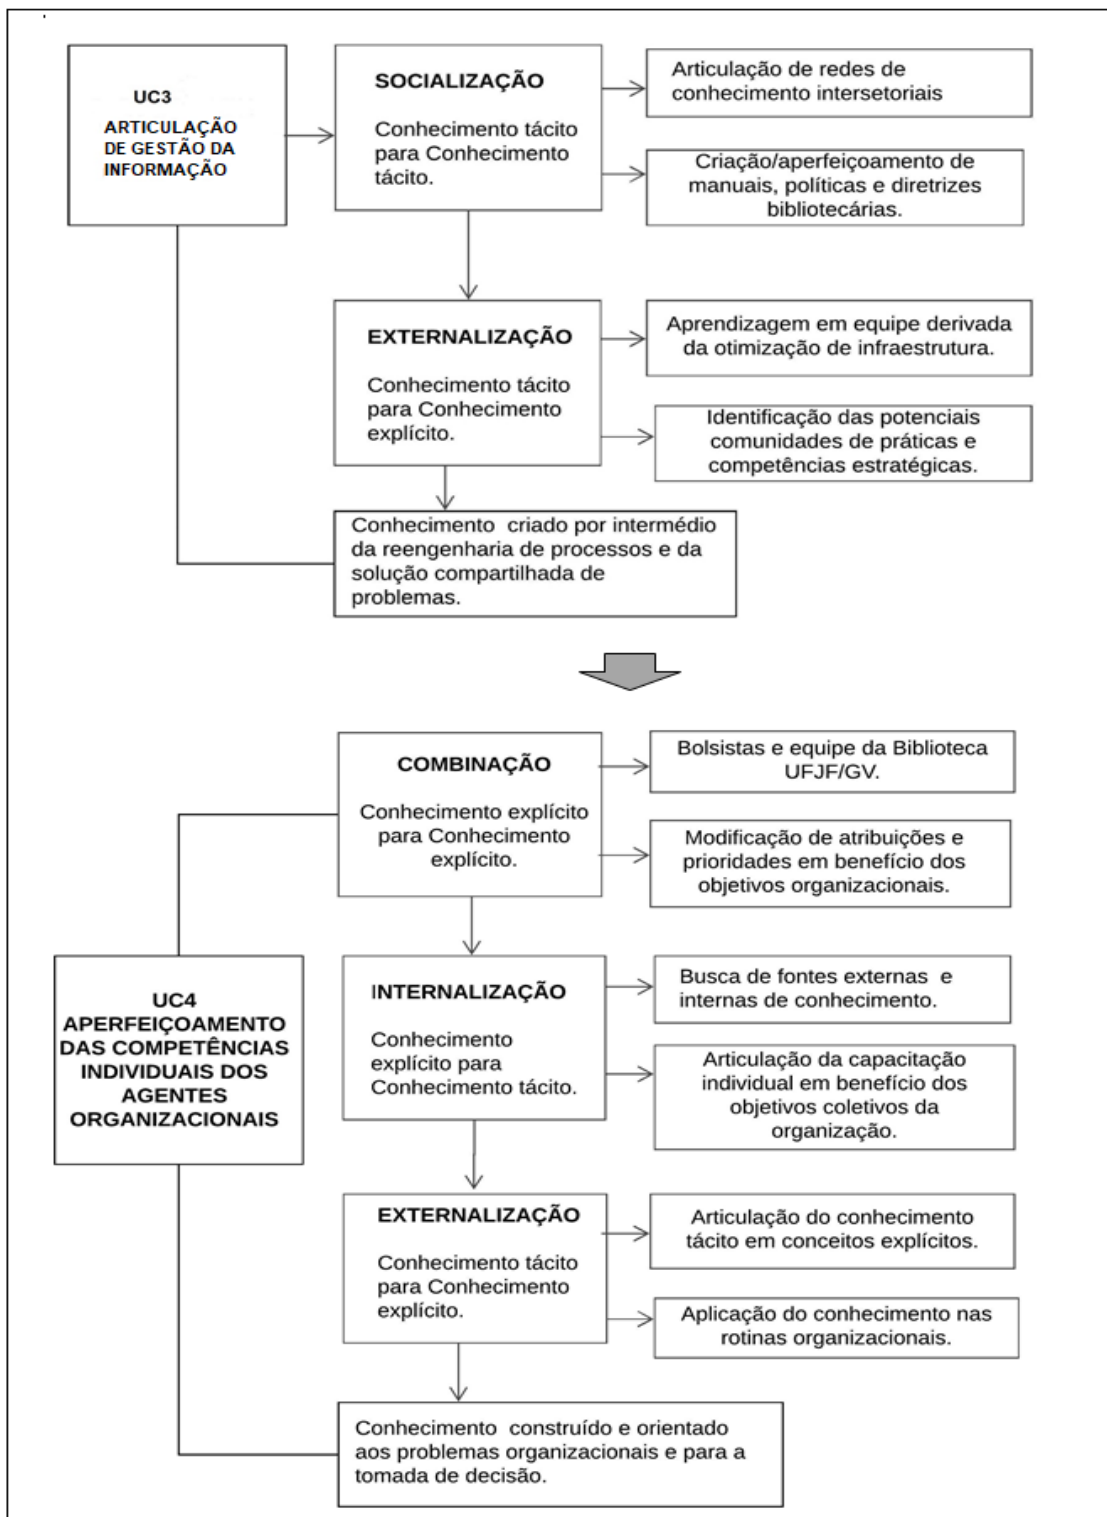 UC3
ARTICULAÇÃO
DE GESTÃO DA
INFORMAÇÃO
SOCIALIZAÇÃO
Conhecimento tácito
para Conhecimento
tácito.
Articulação de redes de
conhecimento intersetoriais
Criação/aperfeiçoamento de
manuais, políticas e diretrizes
bibliotecárias.
EXTERNALIZAÇÃO
Conhecimento tácito
para Conhecimento
explícito.
Aprendizagem em equipe derivada
da otimização de infraestrutura.
Identificação das potenciais
comunidades de práticas e
competências estratégicas.
Conhecimento criado por intermédio
da reengenharia de processos e da
solução compartilhada de
problemas.
COMBINAÇÃO
Conhecimento explícito
para Conhecimento
explícito.
Bolsistas e equipe da Biblioteca
UFJF/GV.
Modificação de atribuições e
prioridades em benefício dos
objetivos organizacionais.
UC4
APERFEIÇOAMENTO
DAS COMPETÊNCIAS
INDIVIDUAIS DOS
AGENTES
ORGANIZACIONAIS
INTERNALIZAÇÃO
Conhecimento
explícito para
Conhecimento tácito.
Busca de fontes externas e
internas de conhecimento.
Articulação da capacitação
individual em benefício dos
objetivos coletivos da
organização.
EXTERNALIZAÇÃO
Conhecimento tácito
para Conhecimento
explícito.
Articulação do conhecimento
tácito em conceitos explícitos.
Aplicação do conhecimento nas
rotinas organizacionais.
Conhecimento construído e orientado
aos problemas organizacionais e para a
tomada de decisão.